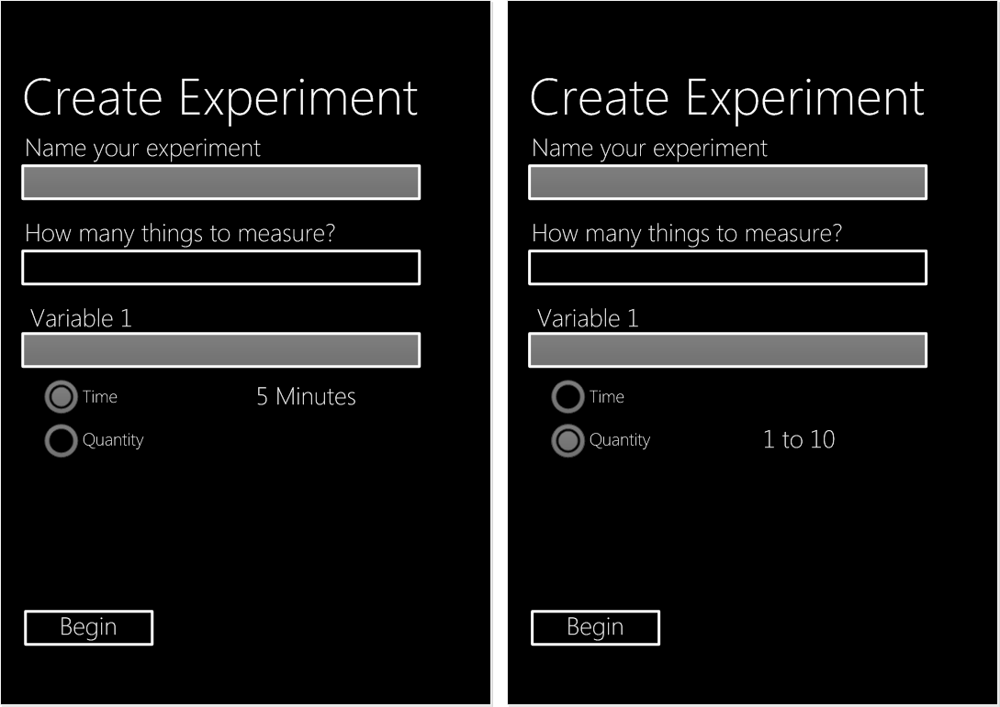 Create Experiment
Name your experiment
How many things to measure?
Variable 1
Time 5 Minutes
Quantity
Begin
Create Experiment
Name your experiment
How many things to measure?
Variable 1
Time
Quantity 1 to 10
Begin